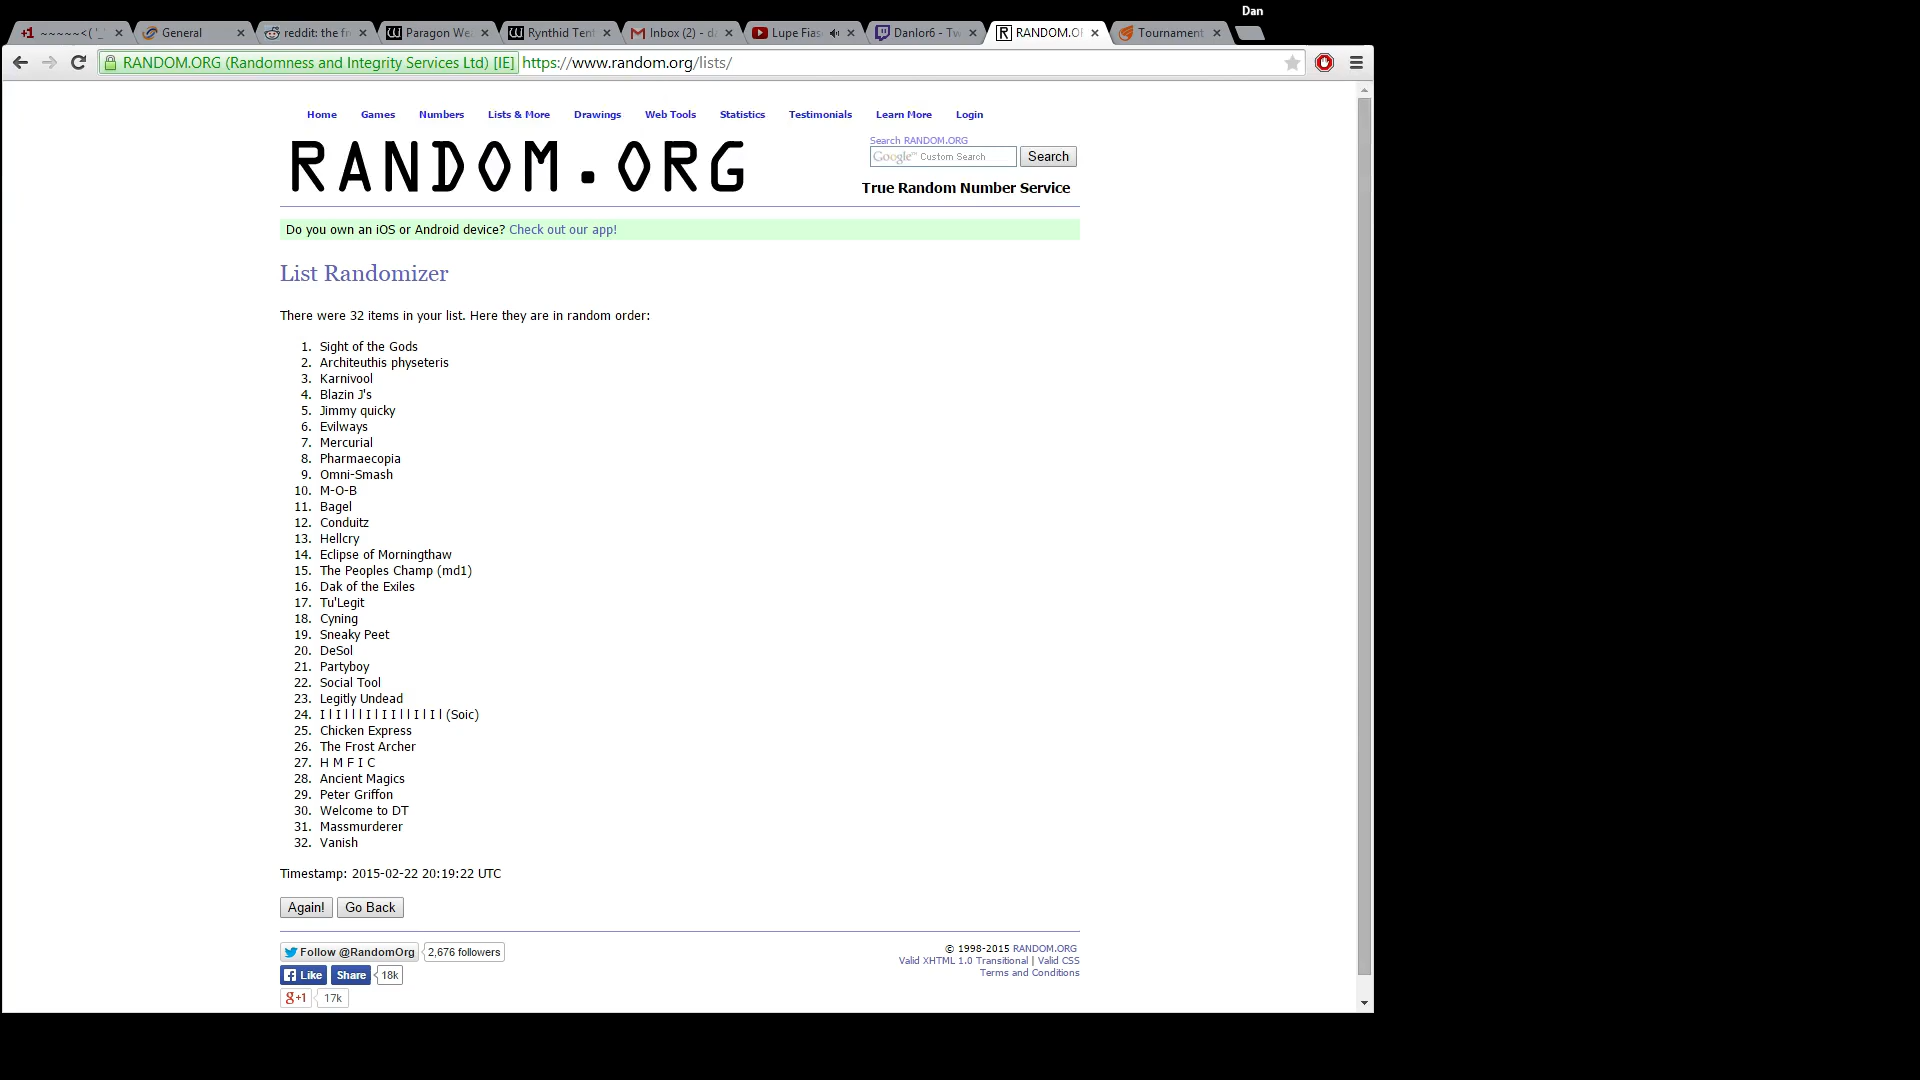 Dan
+1 ~~~~~<( '_'
General
reddit: the fr
Paragon We
Rynthid Ten
Inbox (2) - d
Lupe Fias
Danlor6 - Tw
RANDOM.OR
Tournament
RANDOM.ORG (Randomness and Integrity Services Ltd) [IE] https://www.random.org/lists/
Home Games Numbers Lists & More Drawings Web Tools Statistics Testimonials Learn More Login
RANDOM.ORG
Search RANDOM.ORG
Google™ Custom Search Search
True Random Number Service
Do you own an iOS or Android device? Check out our app!
List Randomizer
There were 32 items in your list. Here they are in random order:
1. Sight of the Gods
2. Architeuthis physeteris
3. Karnivool
4. Blazin J's
5. Jimmy quicky
6. Evilways
7. Mercurial
8. Pharmaecopia
9. Omni-Smash
10. M-O-B
11. Bagel
12. Conduitz
13. Hellcry
14. Eclipse of Morningthaw
15. The Peoples Champ (md1)
16. Dak of the Exiles
17. Tu'Legit
18. Cyning
19. Sneaky Peet
20. DeSol
21. Partyboy
22. Social Tool
23. Legitly Undead
24. I l I l l l I l I I l l I l I l (Soic)
25. Chicken Express
26. The Frost Archer
27. H M F I C
28. Ancient Magics
29. Peter Griffon
30. Welcome to DT
31. Massmurderer
32. Vanish
Timestamp: 2015-02-22 20:19:22 UTC
Again! Go Back
Follow @RandomOrg 2,676 followers
Like Share 18k
g+1 17k
© 1998-2015 RANDOM.ORG
Valid XHTML 1.0 Transitional | Valid CSS
Terms and Conditions